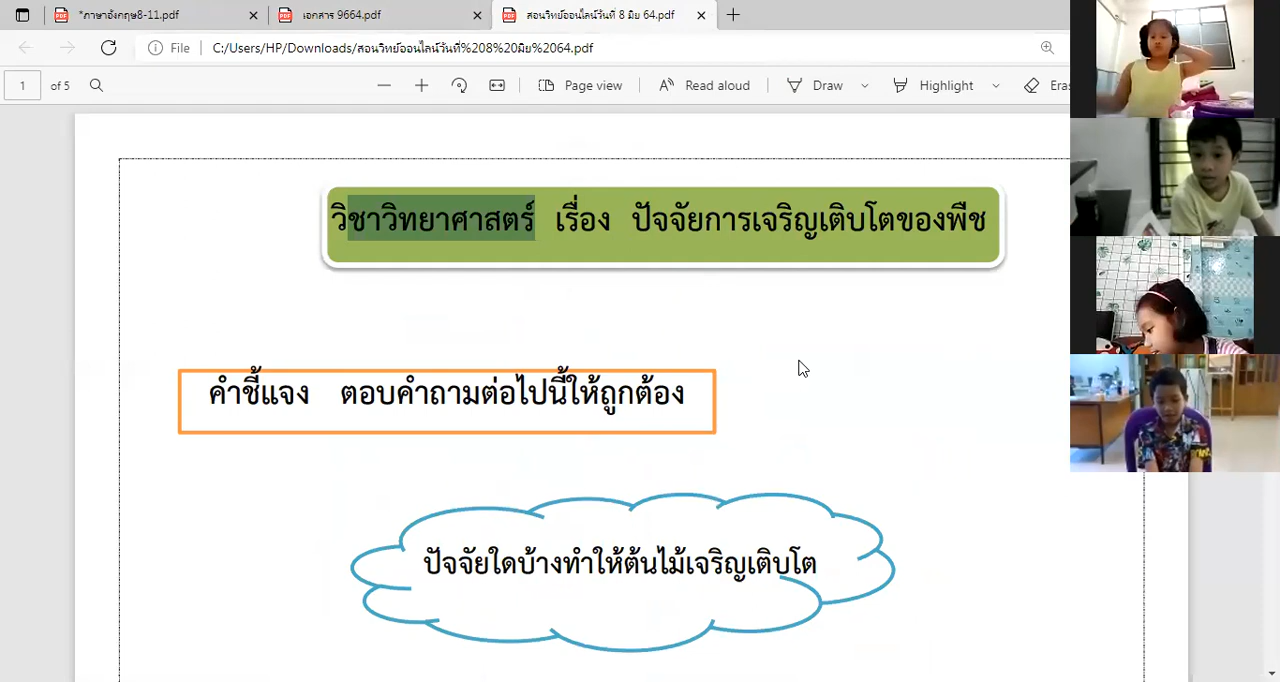 *ภาษาอังกฤษ8-11.pdf
เอกสาร 9664.pdf
สอนวิทย์ออนไลน์วันที่ 8 มิย 64.pdf
File C:/Users/HP/Downloads/สอนวิทย์ออนไลน์วันที่%208%20มิย%2064.pdf
1 of 5 Page view Read aloud Draw Highlight Eras
วิชาวิทยาศาสตร์ เรื่อง ปัจจัยการเจริญเติบโตของพืช
คำชี้แจง ตอบคำถามต่อไปนี้ให้ถูกต้อง
ปัจจัยใดบ้างทำให้ต้นไม้เจริญเติบโต